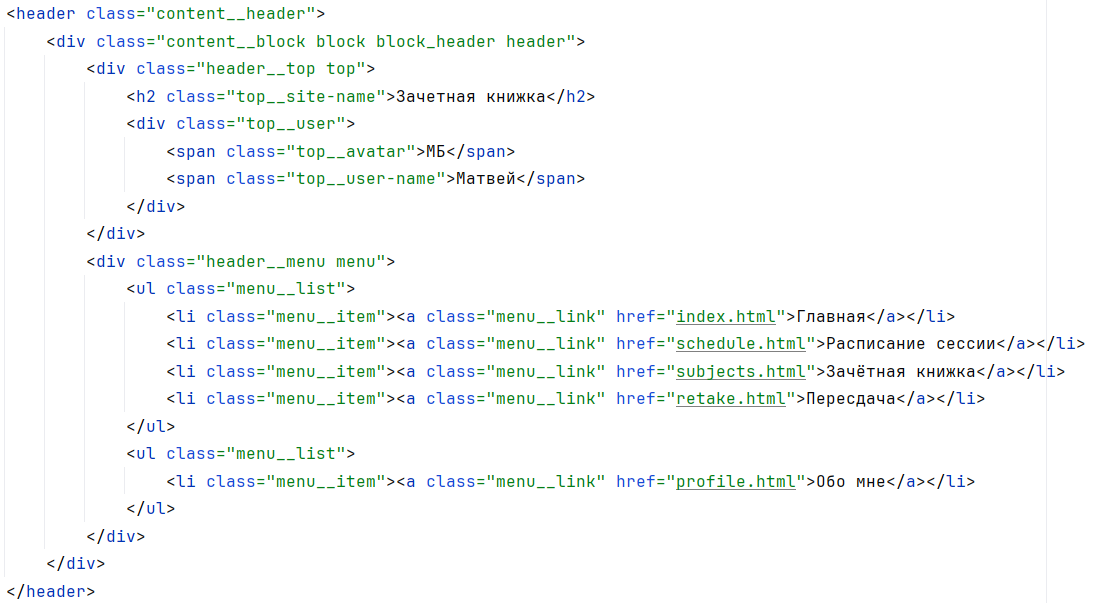 <header class="content__header">
    <div class="content__block block block_header header">
        <div class="header__top top">
            <h2 class="top__site-name">Зачетная книжка</h2>
            <div class="top__user">
                <span class="top__avatar">МБ</span>
                <span class="top__user-name">Матвей</span>
            </div>
        </div>
        <div class="header__menu menu">
            <ul class="menu__list">
                <li class="menu__item"><a class="menu__link" href="index.html">Главная</a></li>
                <li class="menu__item"><a class="menu__link" href="schedule.html">Расписание сессии</a></li>
                <li class="menu__item"><a class="menu__link" href="subjects.html">Зачётная книжка</a></li>
                <li class="menu__item"><a class="menu__link" href="retake.html">Пересдача</a></li>
            </ul>
            <ul class="menu__list">
                <li class="menu__item"><a class="menu__link" href="profile.html">Обо мне</a></li>
            </ul>
        </div>
    </div>
</header>